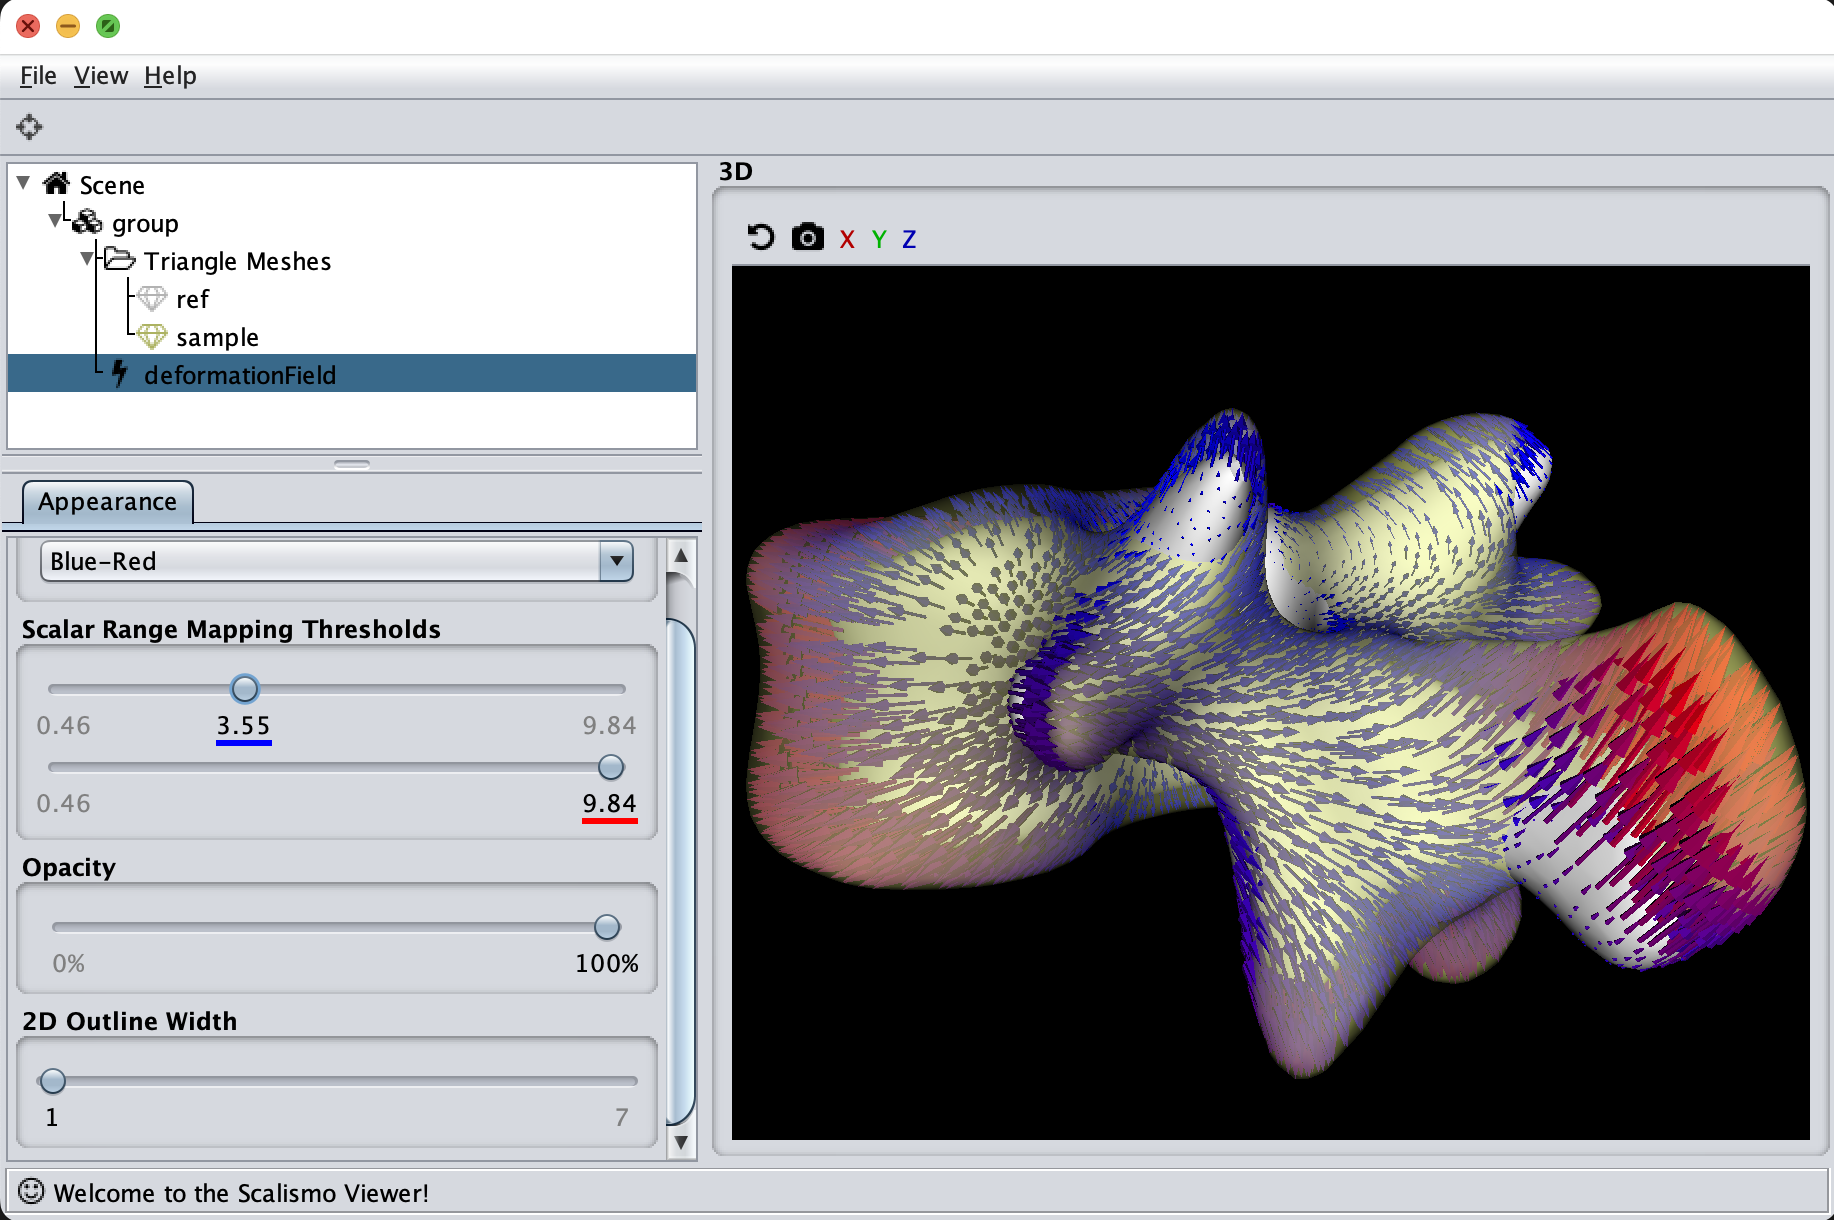 File View Help
Scene
group
Triangle Meshes
ref
sample
deformationField
Appearance
Blue-Red
Scalar Range Mapping Thresholds
0.46 3.55 9.84
0.46 9.84
Opacity
0% 100%
2D Outline Width
1 7
3D
X Y Z
Welcome to the Scalismo Viewer!